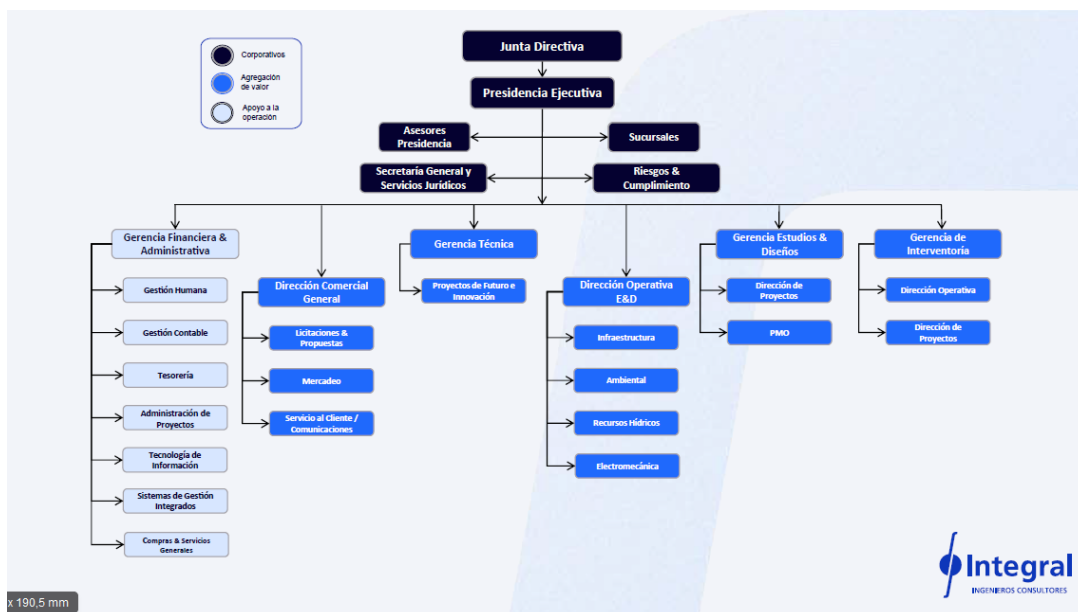 Corporativos
Agregación
de valor
Apoyo a la
operación
Junta Directiva
Presidencia Ejecutiva
Asesores
Presidencia
Sucursales
Secretaría General y
Servicios Jurídicos
Riesgos &
Cumplimiento
Gerencia Financiera &
Administrativa
Gestión Humana
Gestión Contable
Tesorería
Administración de
Proyectos
Tecnología de
Información
Sistemas de Gestión
Integrados
Compras & Servicios
Generales
Dirección Comercial
General
Licitaciones &
Propuestas
Mercadeo
Servicio al Cliente /
Comunicaciones
Gerencia Técnica
Proyectos de Futuro e
Innovación
Dirección Operativa
E&D
Infraestructura
Ambiental
Recursos Hídricos
Electromecánica
Gerencia Estudios &
Diseños
Dirección de
Proyectos
PMO
Gerencia de
Interventoría
Dirección Operativa
Dirección de
Proyectos
Integral
INGENIEROS CONSULTORES
x 190,5 mm